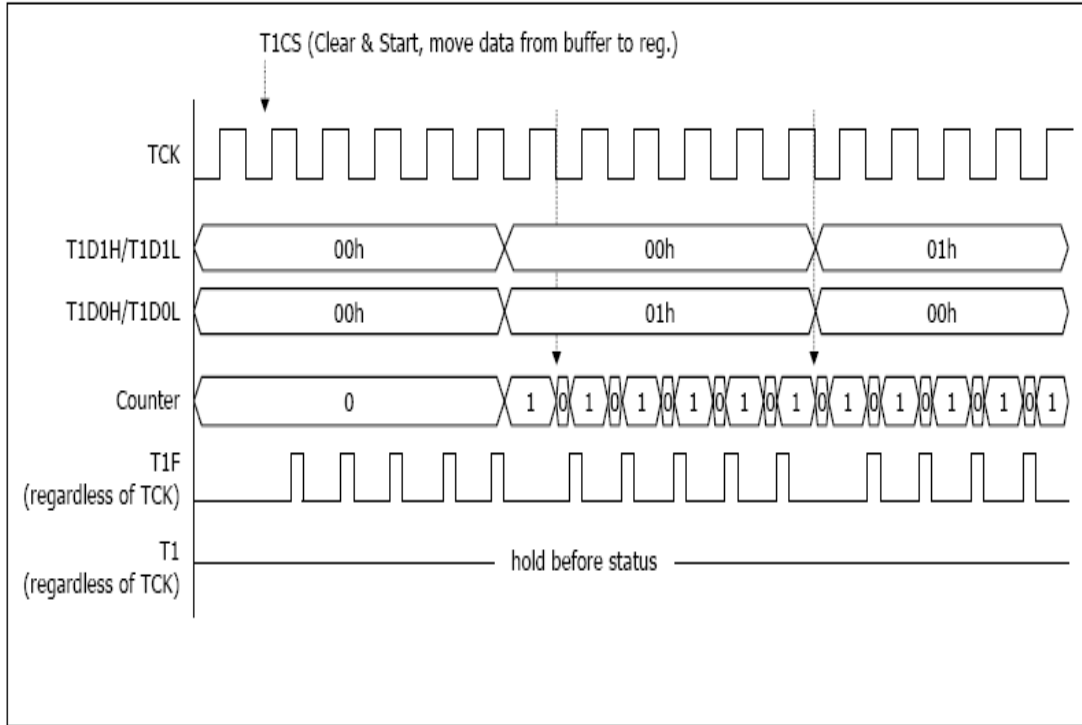 T1CS (Clear & Start, move data from buffer to reg.)
TCK
T1D1H/T1D1L 00h 00h 01h
T1D0H/T1D0L 00h 01h 00h
Counter 0 1 0 1 0 1 0 1 0 1 0 1 0 1 0 1 0 1 0 1 0 1
T1F
(regardless of TCK)
T1
hold before status
(regardless of TCK)